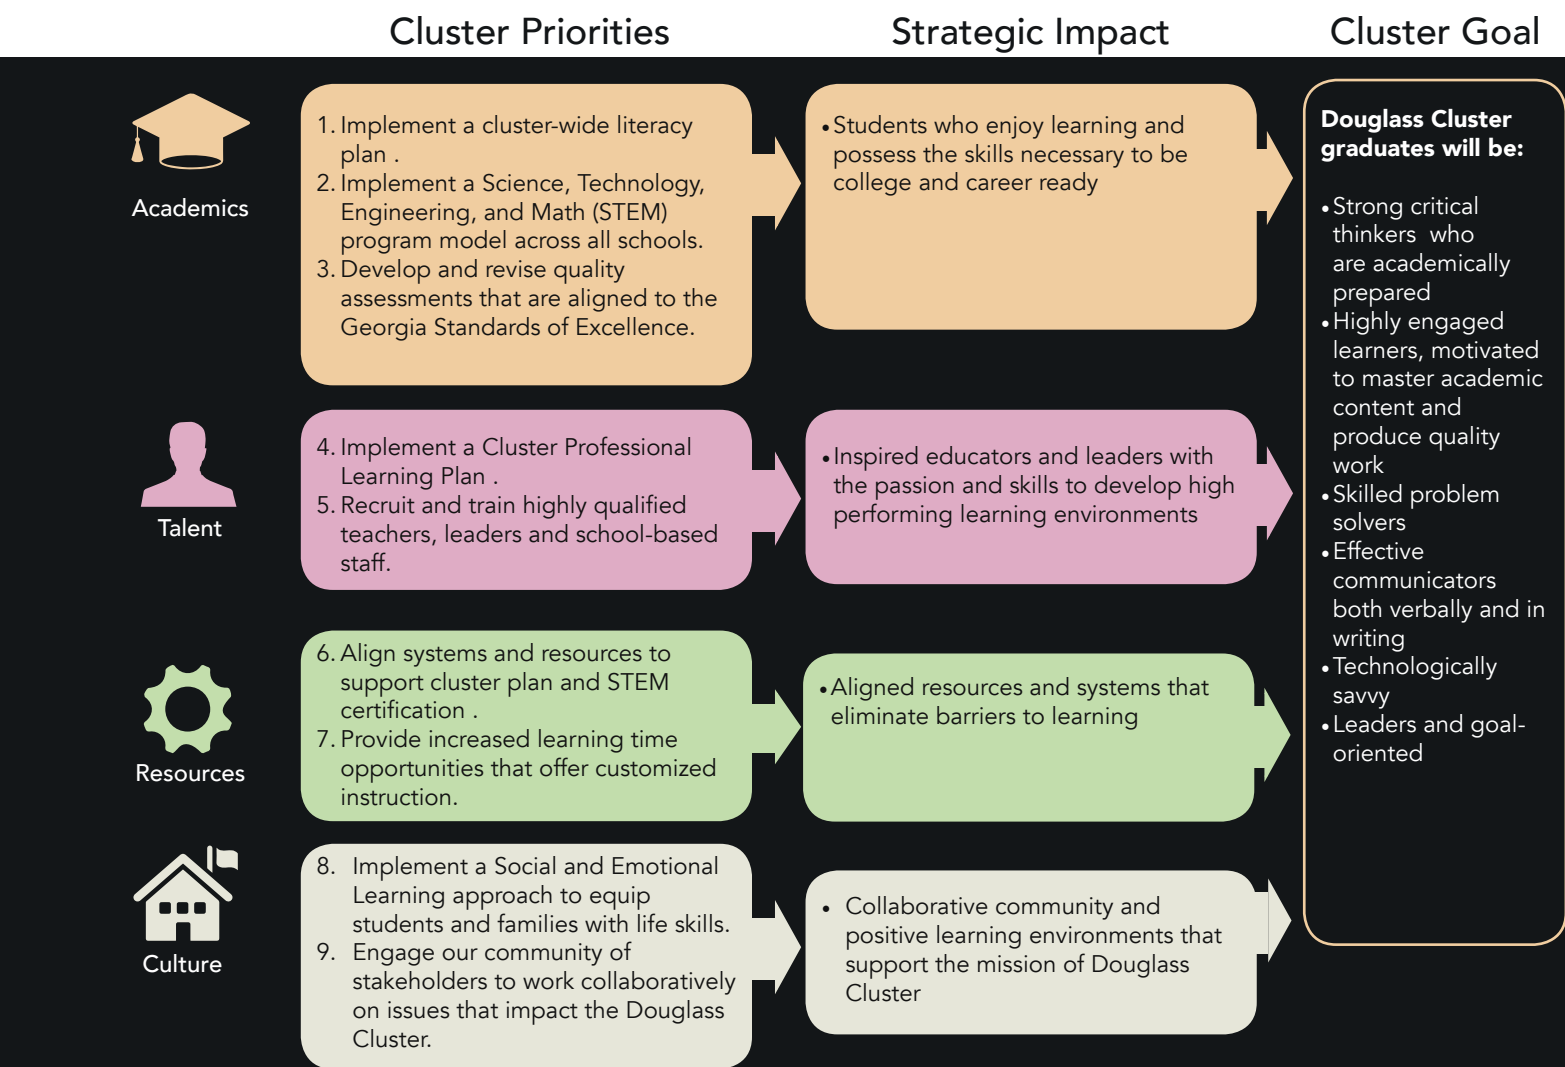 Cluster Priorities
Strategic Impact
Cluster Goal
Academics
1. Implement a cluster-wide literacy
plan .
2. Implement a Science, Technology,
Engineering, and Math (STEM)
program model across all schools.
3. Develop and revise quality
assessments that are aligned to the
Georgia Standards of Excellence.
• Students who enjoy learning and
possess the skills necessary to be
college and career ready
Talent
4. Implement a Cluster Professional
Learning Plan .
5. Recruit and train highly qualified
teachers, leaders and school-based
staff.
• Inspired educators and leaders with
the passion and skills to develop high
performing learning environments
Resources
6. Align systems and resources to
support cluster plan and STEM
certification .
7. Provide increased learning time
opportunities that offer customized
instruction.
• Aligned resources and systems that
eliminate barriers to learning
Culture
8. Implement a Social and Emotional
Learning approach to equip
students and families with life skills.
9. Engage our community of
stakeholders to work collaboratively
on issues that impact the Douglass
Cluster.
• Collaborative community and
positive learning environments that
support the mission of Douglass
Cluster
Douglass Cluster
graduates will be:
• Strong critical
thinkers who
are academically
prepared
• Highly engaged
learners, motivated
to master academic
content and
produce quality
work
• Skilled problem
solvers
• Effective
communicators
both verbally and in
writing
• Technologically
savvy
• Leaders and goal-
oriented